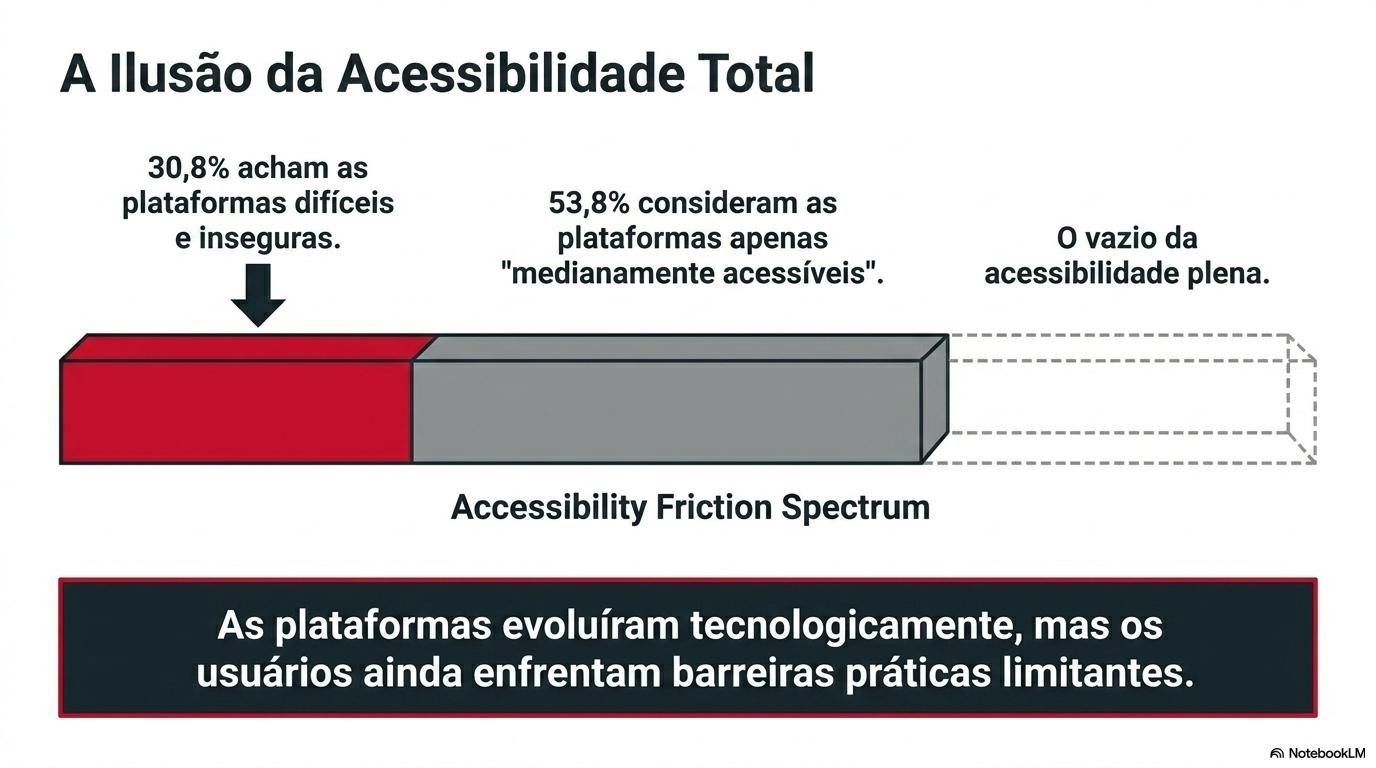 A Ilusão da Acessibilidade Total
30,8% acham as
plataformas difíceis
e inseguras.
53,8% consideram as
plataformas apenas
"medianamente acessíveis".
O vazio da
acessibilidade plena.
Accessibility Friction Spectrum
As plataformas evoluíram tecnologicamente, mas os
usuários ainda enfrentam barreiras práticas limitantes.
NotebookLM